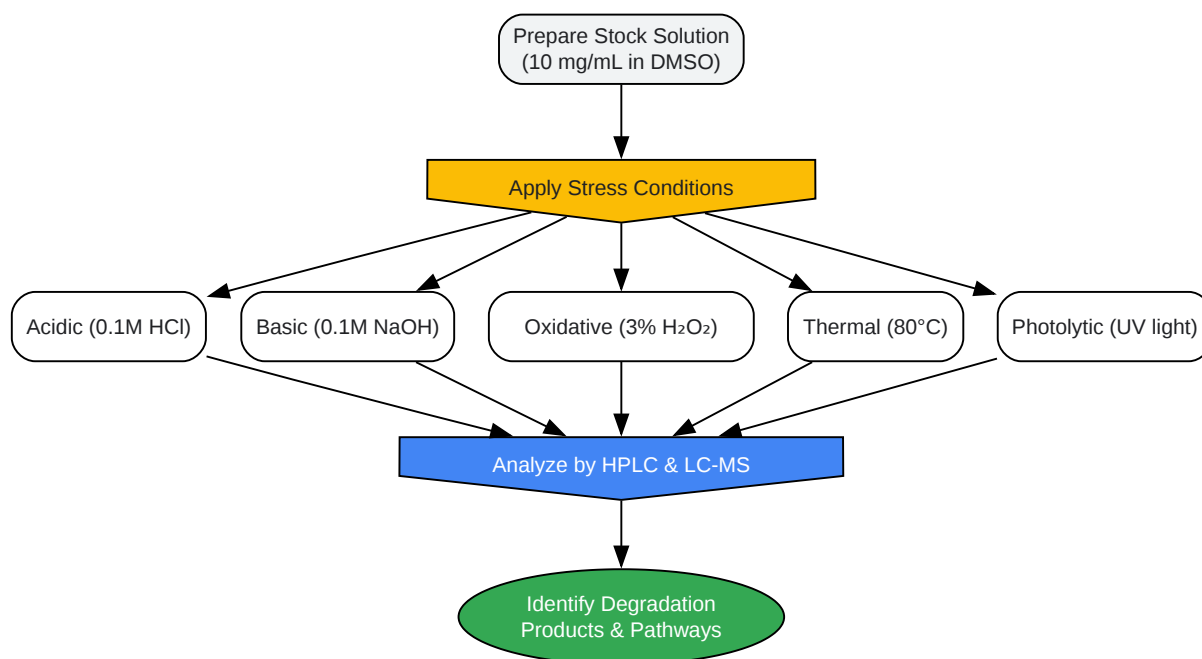 Prepare Stock Solution
(10 mg/mL in DMSO)
Apply Stress Conditions
Acidic (0.1M HCl)
Basic (0.1M NaOH)
Oxidative (3% H₂O₂)
Thermal (80°C)
Photolytic (UV light)
Analyze by HPLC & LC-MS
Identify Degradation
Products & Pathways